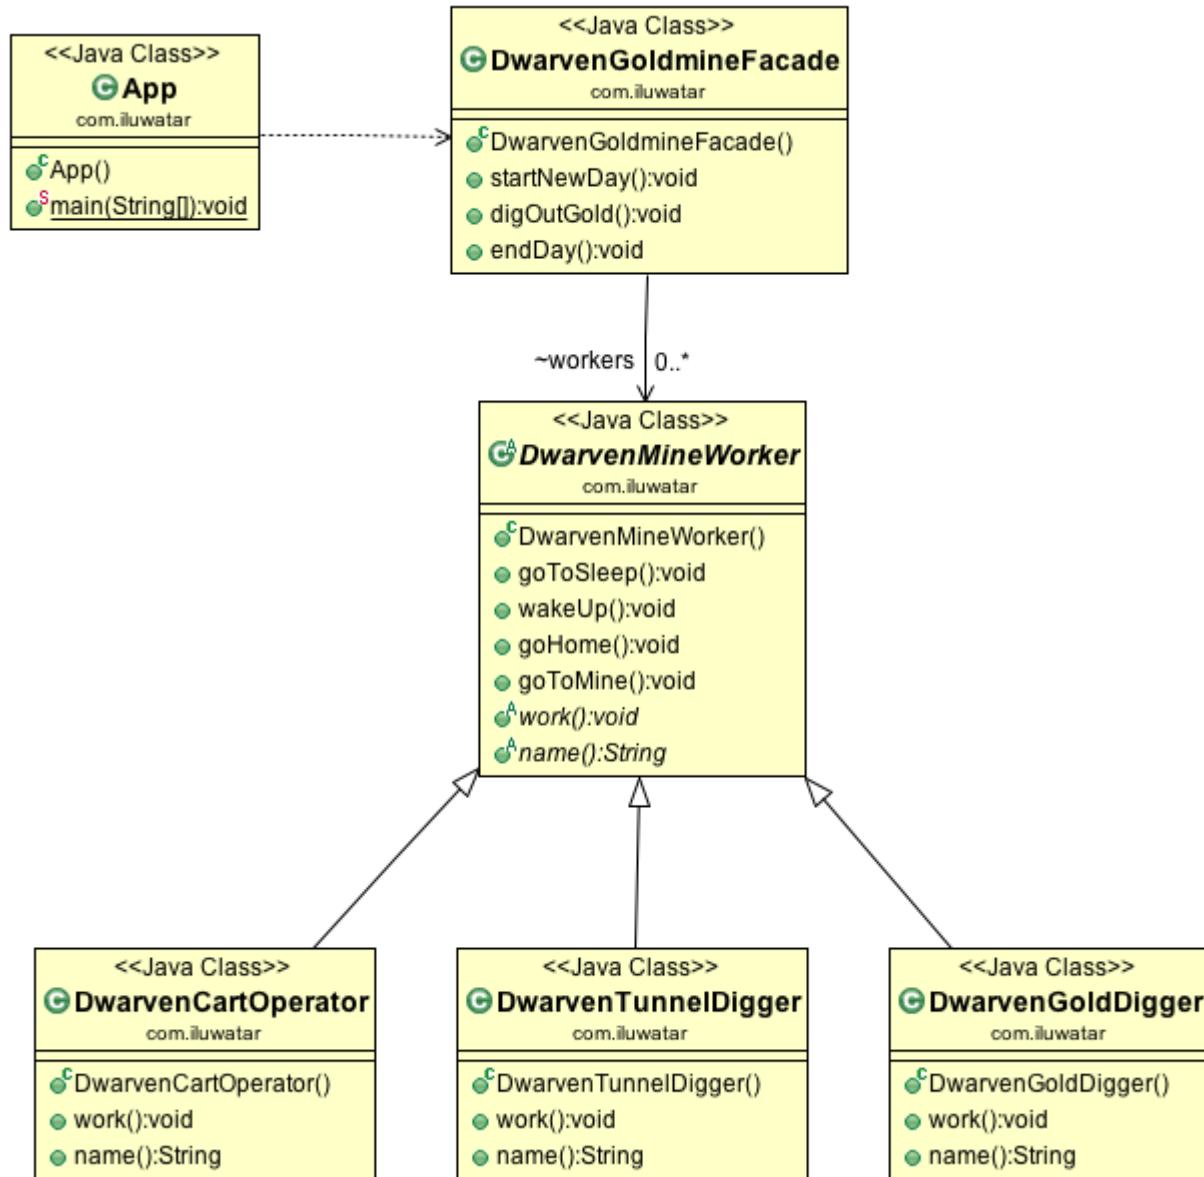 <<Java Class>>
App
com.iluwatar
App()
main(String[]):void
<<Java Class>>
DwarvenGoldmineFacade
com.iluwatar
DwarvenGoldmineFacade()
startNewDay():void
digOutGold():void
endDay():void
~workers 0..*
<<Java Class>>
DwarvenMineWorker
com.iluwatar
DwarvenMineWorker()
goToSleep():void
wakeUp():void
goHome():void
goToMine():void
work():void
name():String
<<Java Class>>
DwarvenCartOperator
com.iluwatar
DwarvenCartOperator()
work():void
name():String
<<Java Class>>
DwarvenTunnelDigger
com.iluwatar
DwarvenTunnelDigger()
work():void
name():String
<<Java Class>>
DwarvenGoldDigger
com.iluwatar
DwarvenGoldDigger()
work():void
name():String